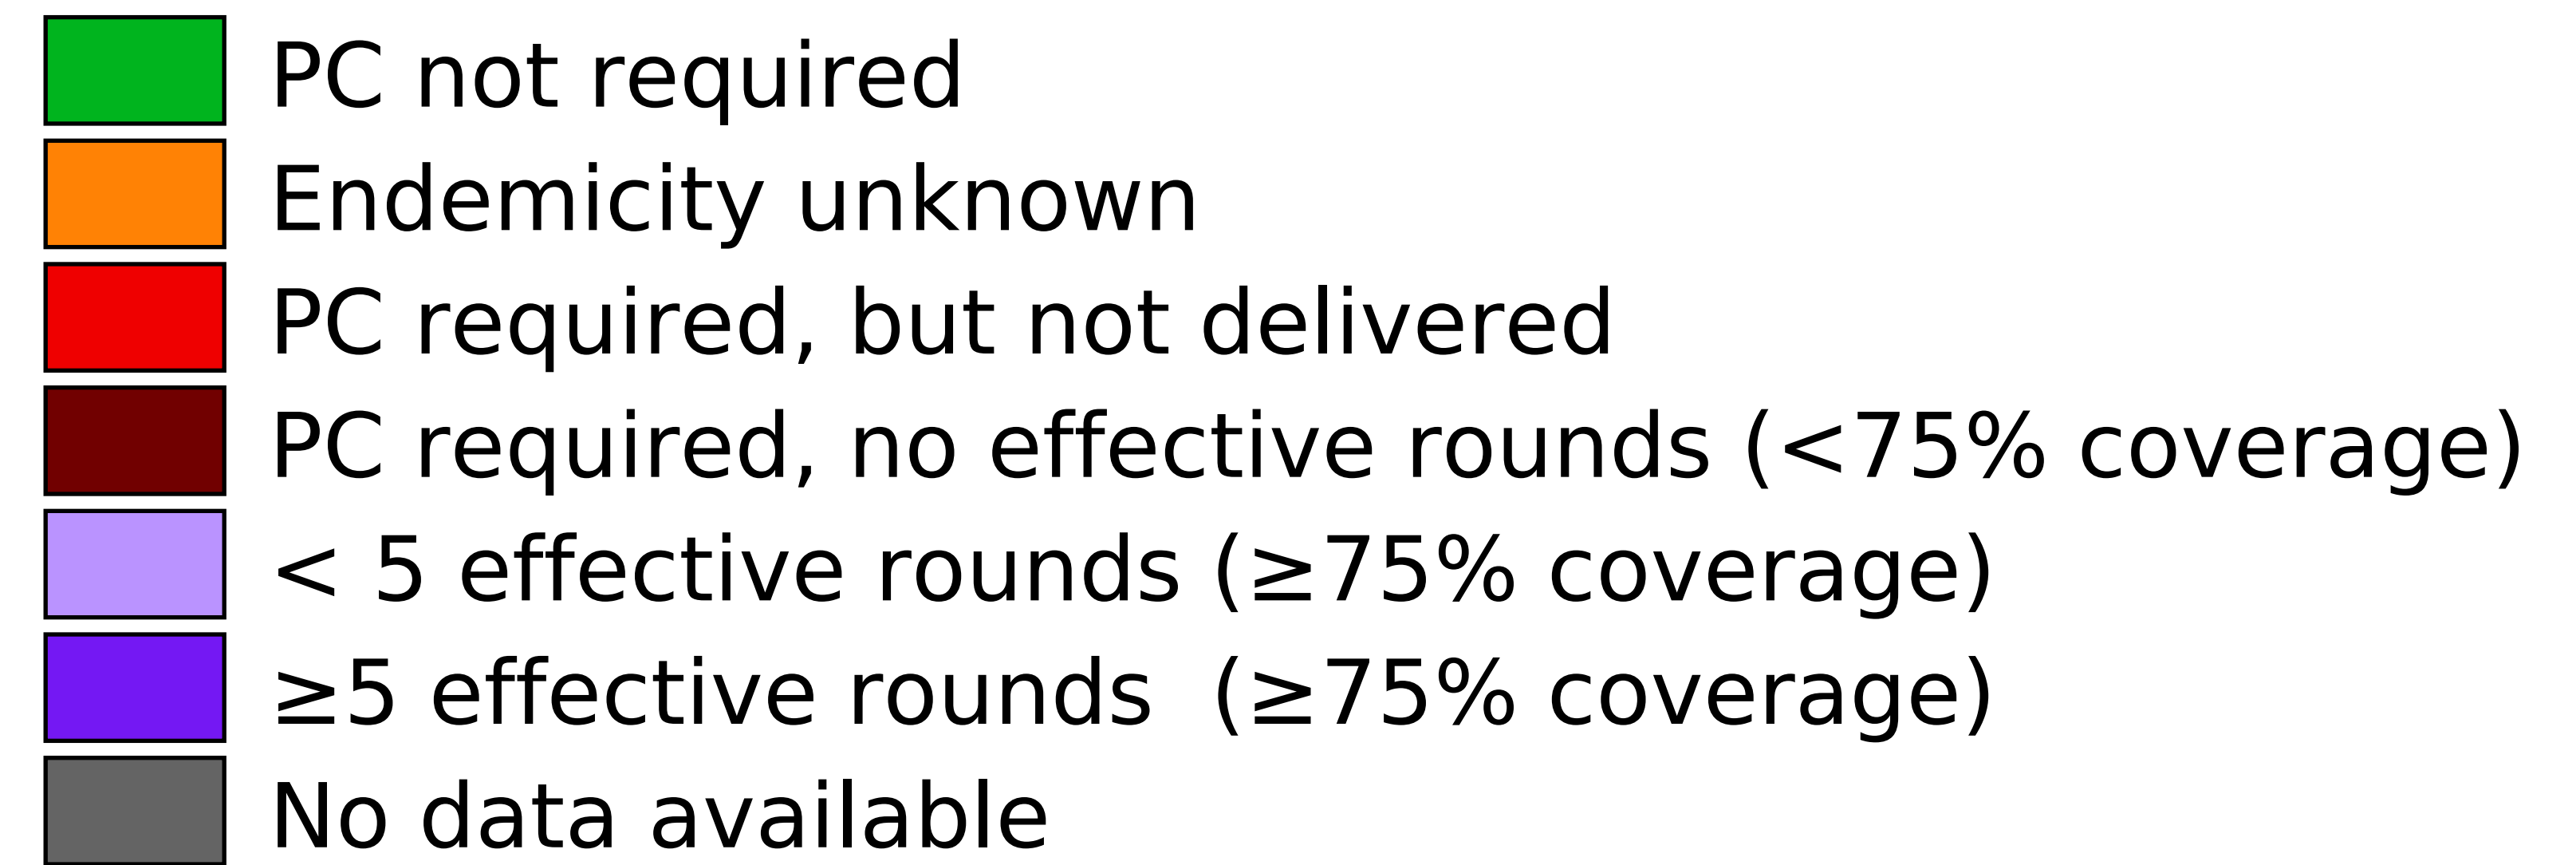 PC not required
Endemicity unknown
PC required, but not delivered
PC required, no effective rounds (<75% coverage)
< 5 effective rounds (≥75% coverage)
≥5 effective rounds  (≥75% coverage)
No data available